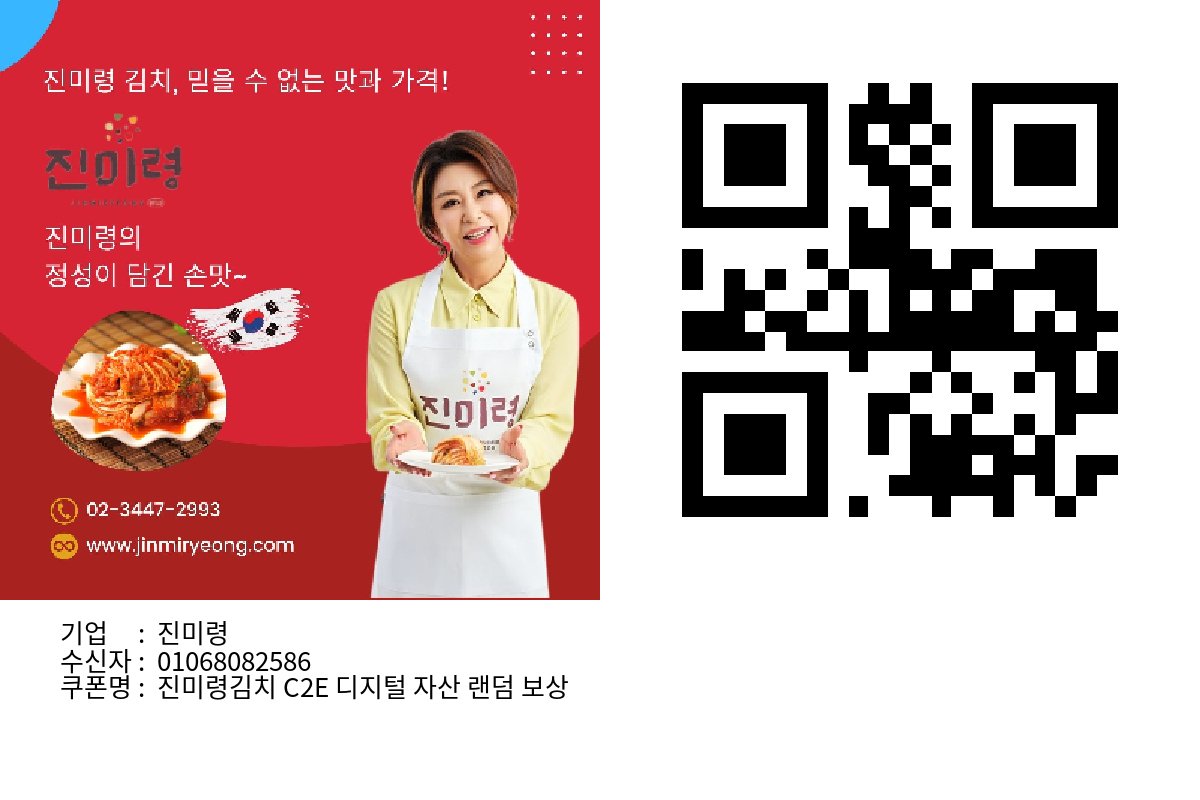 진미령 김치, 믿을 수 없는 맛과 가격!
진미령
진미령의
정성이 담긴 손맛~
진미령
02-3447-2993
www.jinmiryeong.com
기업 : 진미령
수신자 : 01068082586
쿠폰명 : 진미령김치 C2E 디지털 자산 랜덤 보상